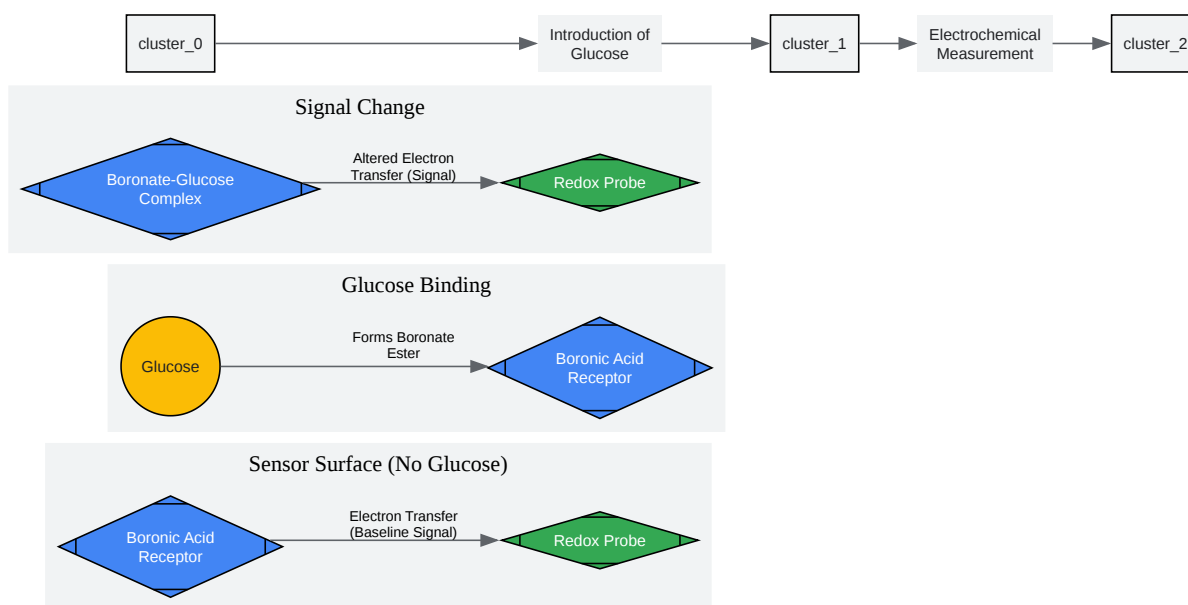 cluster_0
Introduction of
Glucose
cluster_1
Electrochemical
Measurement
cluster_2
Signal Change
Boronate-Glucose
Complex
Altered Electron
Transfer (Signal)
Redox Probe
Glucose Binding
Glucose
Forms Boronate
Ester
Boronic Acid
Receptor
Sensor Surface (No Glucose)
Boronic Acid
Receptor
Electron Transfer
(Baseline Signal)
Redox Probe